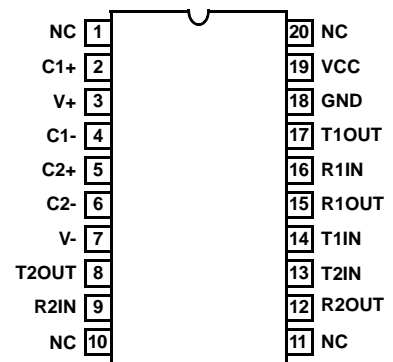 NC 1 20 NC
C1+ 2 19 VCC
V+ 3 18 GND
C1- 4 17 T1OUT
C2+ 5 16 R1IN
C2- 6 15 R1OUT
V- 7 14 T1IN
T2OUT 8 13 T2IN
R2IN 9 12 R2OUT
NC 10 11 NC